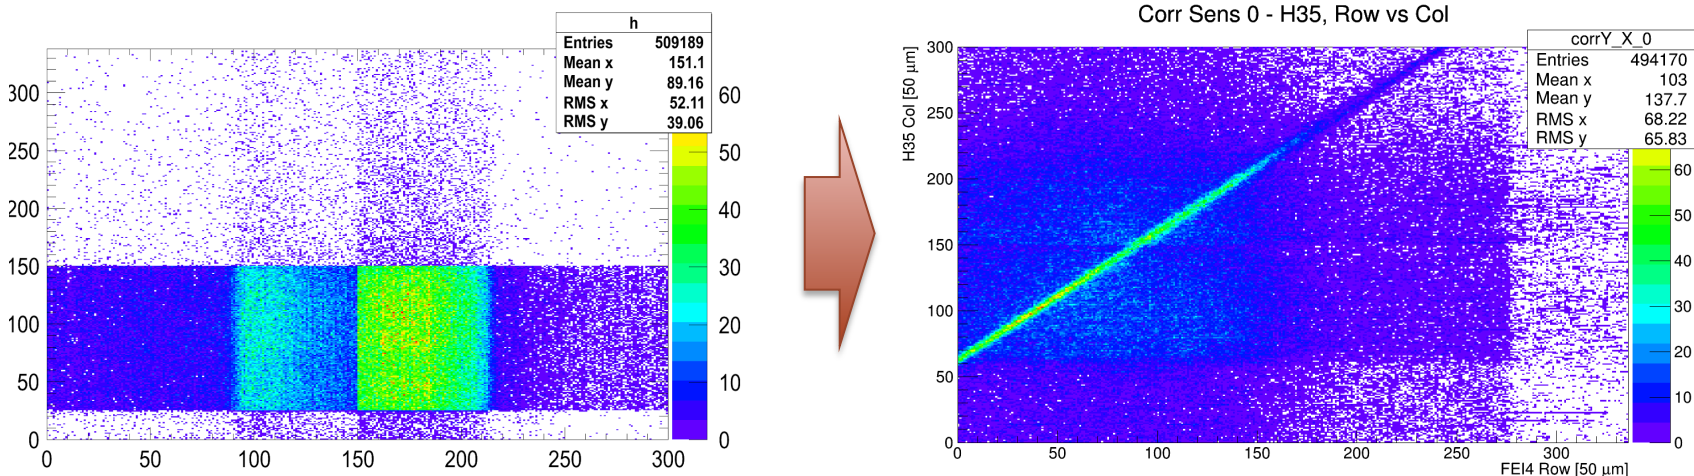 h
Entries 509189
Mean x 151.1
Mean y 89.16
RMS x 52.11
RMS y 39.06
300
250
200
150
100
50
0
0 50 100 150 200 250 300
60
50
40
30
20
10
0
Corr Sens 0 - H35, Row vs Col
corrY_X_0
Entries 494170
Mean x 103
Mean y 137.7
RMS x 68.22
RMS y 65.83
H35 Col [50 µm]
300
250
200
150
100
50
0
0 50 100 150 200 250 300
FEI4 Row [50 µm]
60
50
40
30
20
10
0